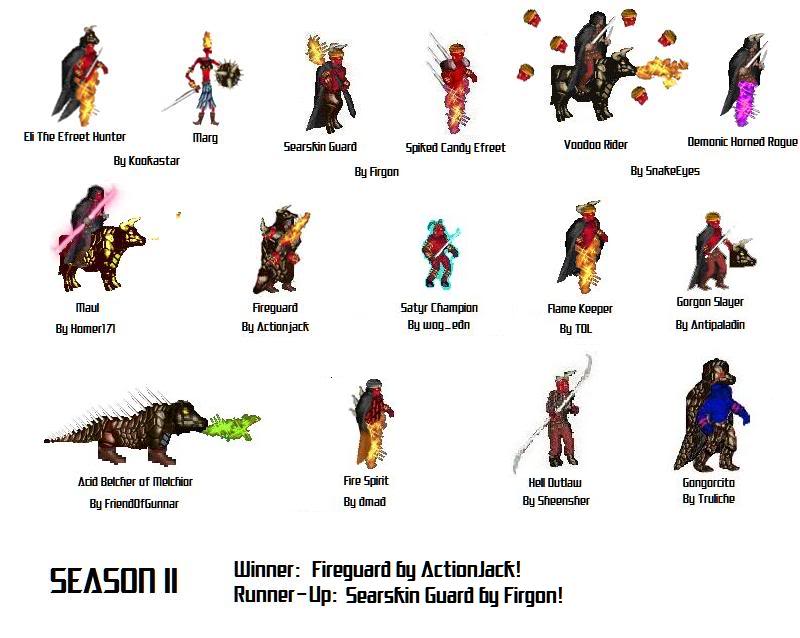 Eli The Efreet Hunter
Marg
Searskin Guard
Spiked Candy Efreet
Voodoo Rider
Demonic Horned Rogue
By Kookastar
By Firgon
By SnakeEyes
Maul
Fireguard
Satyr Champion
Flame Keeper
Gorgon Slayer
By Homer171
By Actionjack
By wog_edn
By TDL
By Antipaladin
Acid Belcher of Melchior
Fire Spirit
Hell Outlaw
Gongorcito
By FriendOfGunnar
By dmad
By Sheensher
By Truliche
SEASON II
Winner: Fireguard by ActionJack!
Runner-Up: Searskin Guard by Firgon!